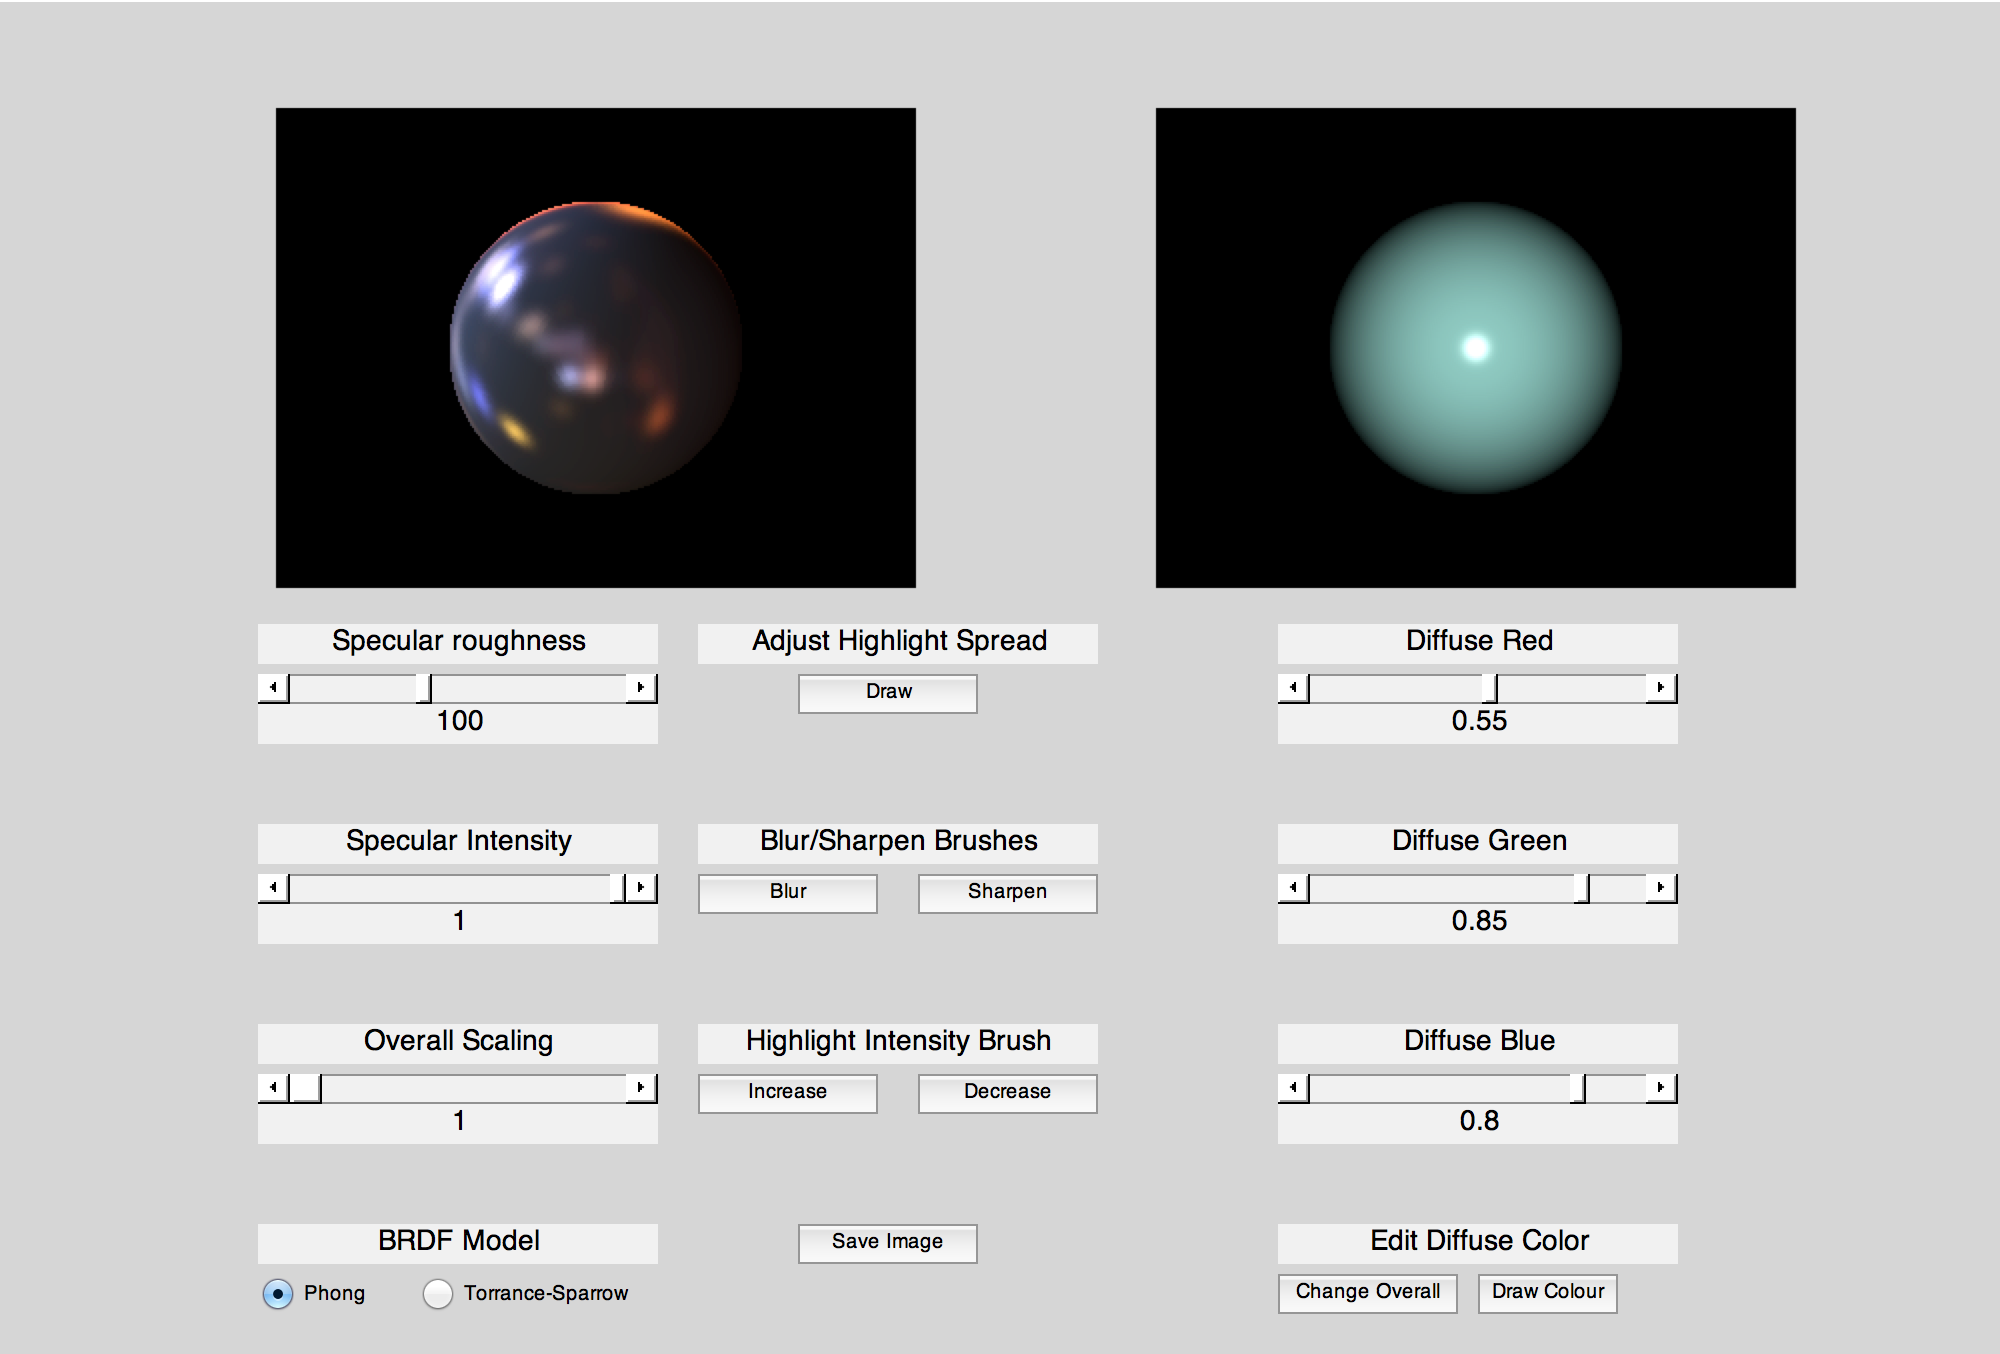 Specular roughness
100
Adjust Highlight Spread
Draw
Diffuse Red
0.55
Specular Intensity
1
Blur/Sharpen Brushes
Blur
Sharpen
Diffuse Green
0.85
Overall Scaling
1
Highlight Intensity Brush
Increase
Decrease
Diffuse Blue
0.8
BRDF Model
Phong
Torrance-Sparrow
Save Image
Edit Diffuse Color
Change Overall
Draw Colour